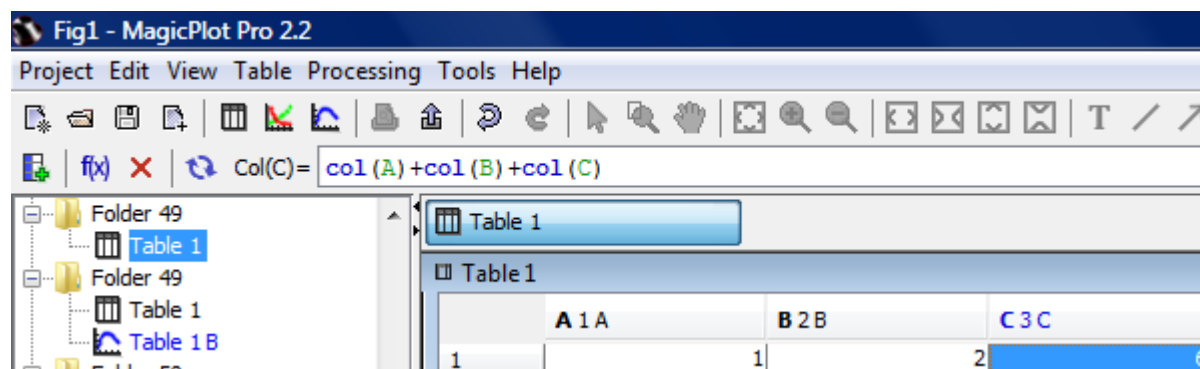 Fig1 - MagicPlot Pro 2.2
Project Edit View Table Processing Tools Help
T
f(x) Col(C)= col(A)+col(B)+col(C)
Folder 49
Table 1
Folder 49
Table 1
Table 1 B
Table 1
Table 1
A 1 A B 2 B C 3 C
1 1 2